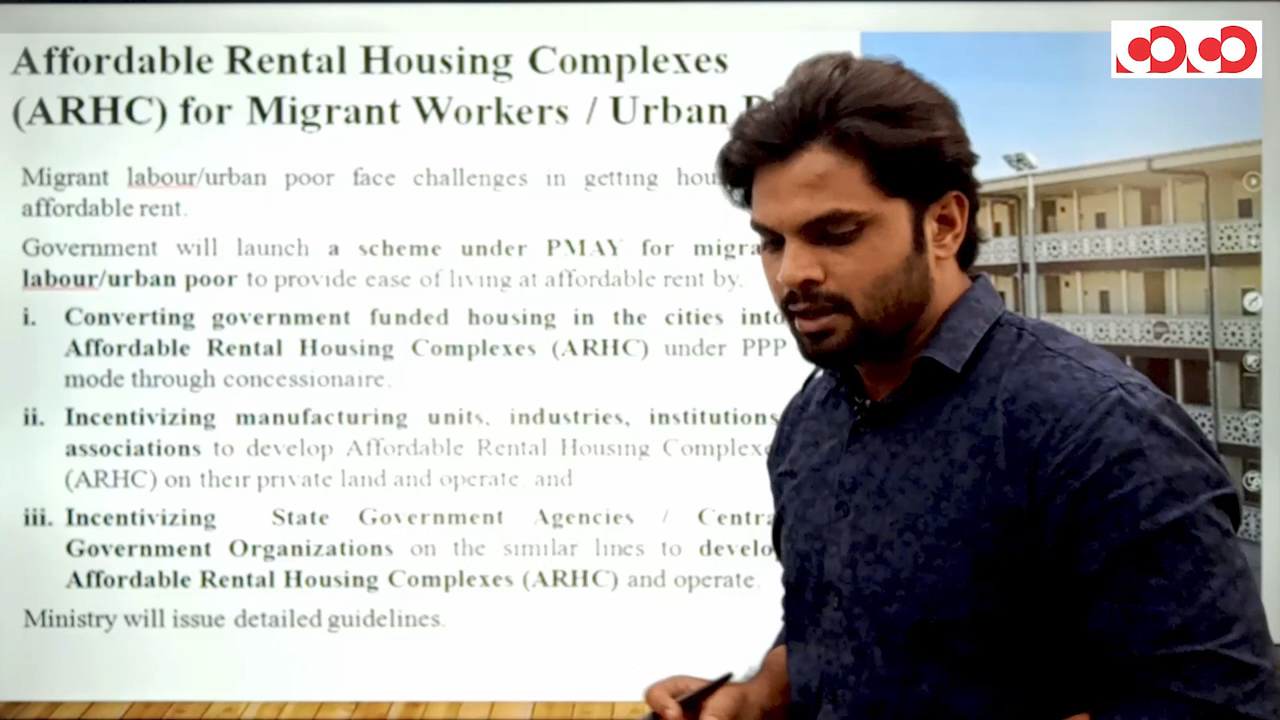 Affordable Rental Housing Complexes
(ARHC) for Migrant Workers / Urban
Migrant labour/urban poor face challenges in getting
affordable rent.
Government will launch a scheme under PMAY for
labour/urban poor to provide ease of living at affordable rent by:
i. Converting government funded housing in the cities into
Affordable Rental Housing Complexes (ARHC) under PPP
mode through concessionaire.
ii. Incentivizing manufacturing units, industries, institutions
associations to develop Affordable Rental Housing
(ARHC) on their private land and operate, and
iii. Incentivizing State Government Agencies /
Government Organizations on the similar lines to
Affordable Rental Housing Complexes (ARHC) and operate.
Ministry will issue detailed guidelines.